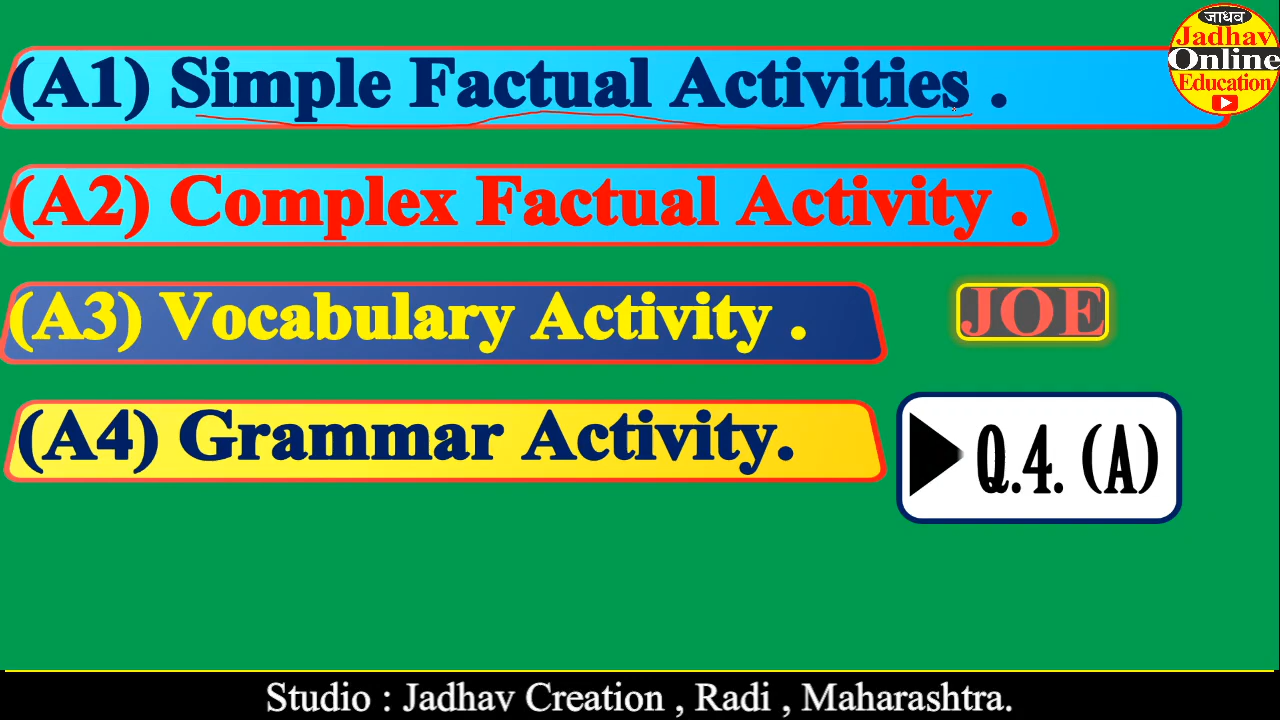 जाधव
Jadhav
Online
Education
(A1) Simple Factual Activities .
(A2) Complex Factual Activity .
(A3) Vocabulary Activity .
JOE
(A4) Grammar Activity.
Q.4. (A)
Studio : Jadhav Creation , Radi , Maharashtra.